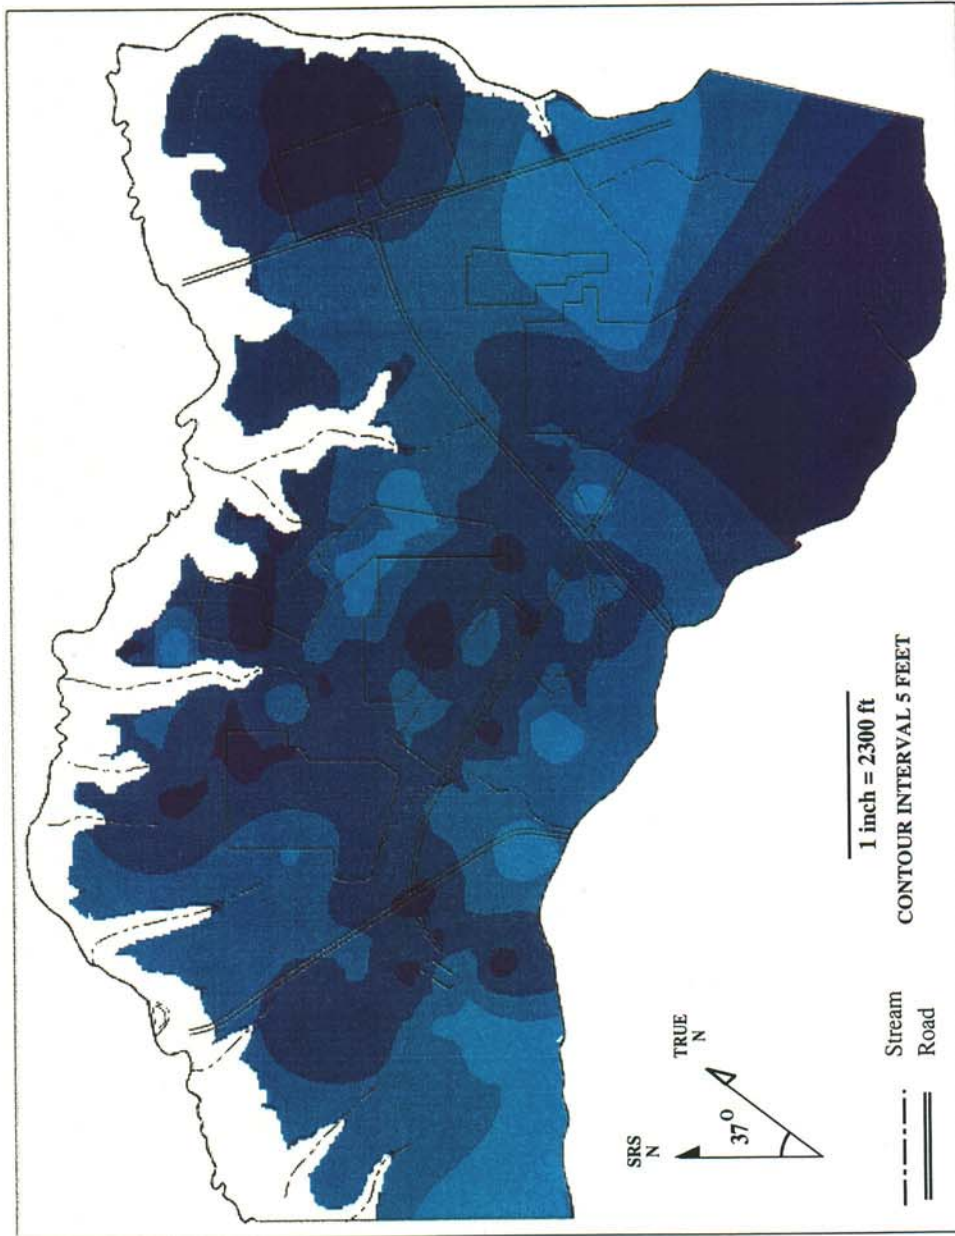 SRS
N
TRUE
N
37°
1 inch = 2300 ft
CONTOUR INTERVAL 5 FEET
Stream
Road